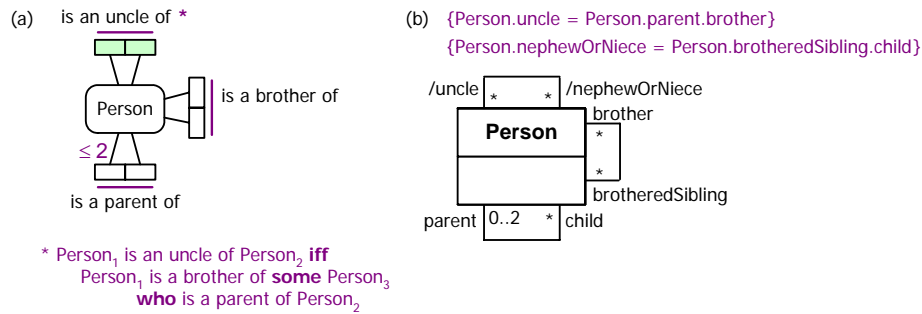 (a)
is an uncle of *
Person
is a brother of
≤ 2
is a parent of
* Person₁ is an uncle of Person₂ iff
Person₁ is a brother of some Person₃
who is a parent of Person₂
(b)
{Person.uncle = Person.parent.brother}
{Person.nephewOrNiece = Person.brotheredSibling.child}
/uncle * * /nephewOrNiece
brother
Person *
*
brotheredSibling
parent 0..2 * child